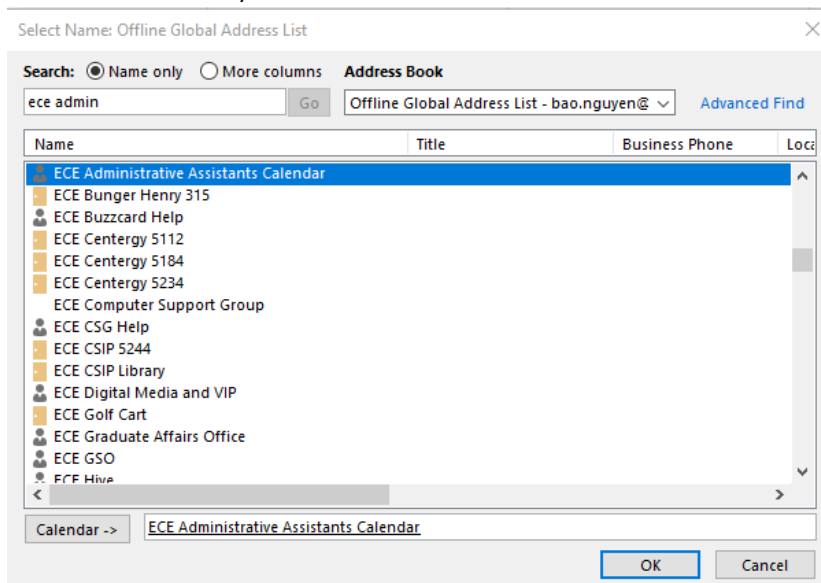 Select Name: Offline Global Address List
Search: Name only More columns Address Book
ece admin Go Offline Global Address List - bao.nguyen@ Advanced Find
Name Title Business Phone Loca
ECE Administrative Assistants Calendar
ECE Bunger Henry 315
ECE Buzzcard Help
ECE Centergy 5112
ECE Centergy 5184
ECE Centergy 5234
ECE Computer Support Group
ECE CSG Help
ECE CSIP 5244
ECE CSIP Library
ECE Digital Media and VIP
ECE Golf Cart
ECE Graduate Affairs Office
ECE GSO
ECE Hive
Calendar -> ECE Administrative Assistants Calendar
OK Cancel